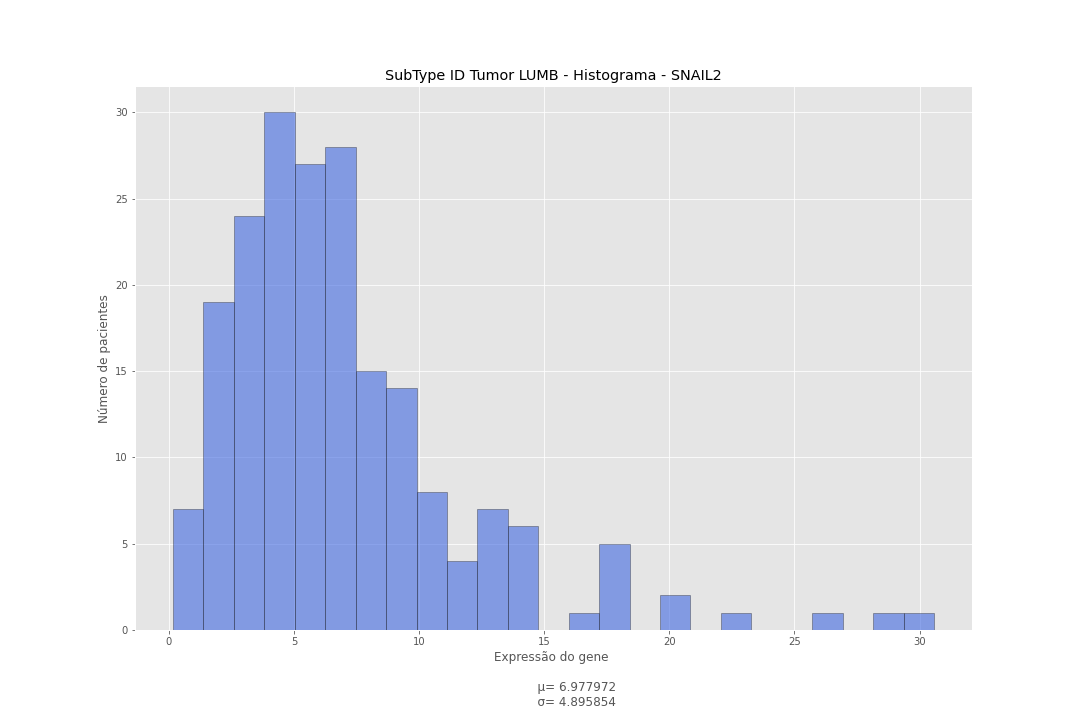 SubType ID Tumor LUMB - Histograma - SNAIL2
30
25
20
15
10
5
0
Número de pacientes
0 5 10 15 20 25 30
Expressão do gene
μ= 6.977972
σ= 4.895854